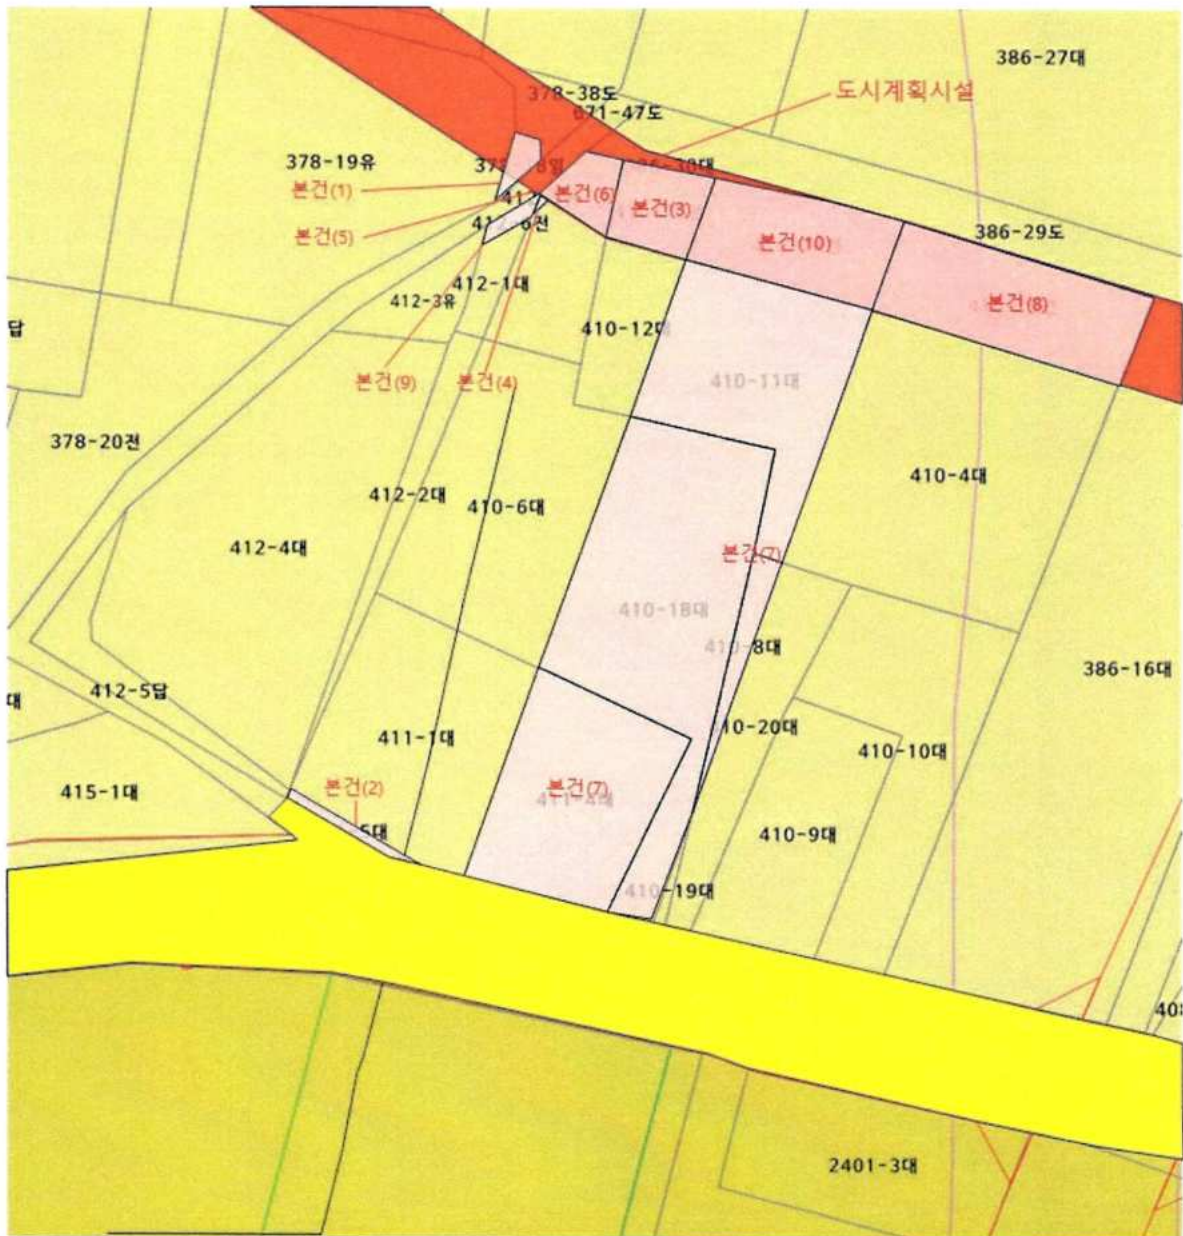 386-27대
도시계획시설
378-38도
671-47도
378-19유
본건(1)
본건(6)
본건(3)
본건(5)
본건(10)
386-29도
412-1대
412-3유
본건(8)
답
410-12대
본건(9)
본건(4)
410-11대
378-20전
410-4대
412-2대
410-6대
412-4대
본건(7)
410-18대
410-8대
386-16대
412-5답
대
10-20대
411-1대
410-10대
415-1대
본건(2)
본건(7)
411-4대
5대
410-9대
410-19대
408
2401-3대